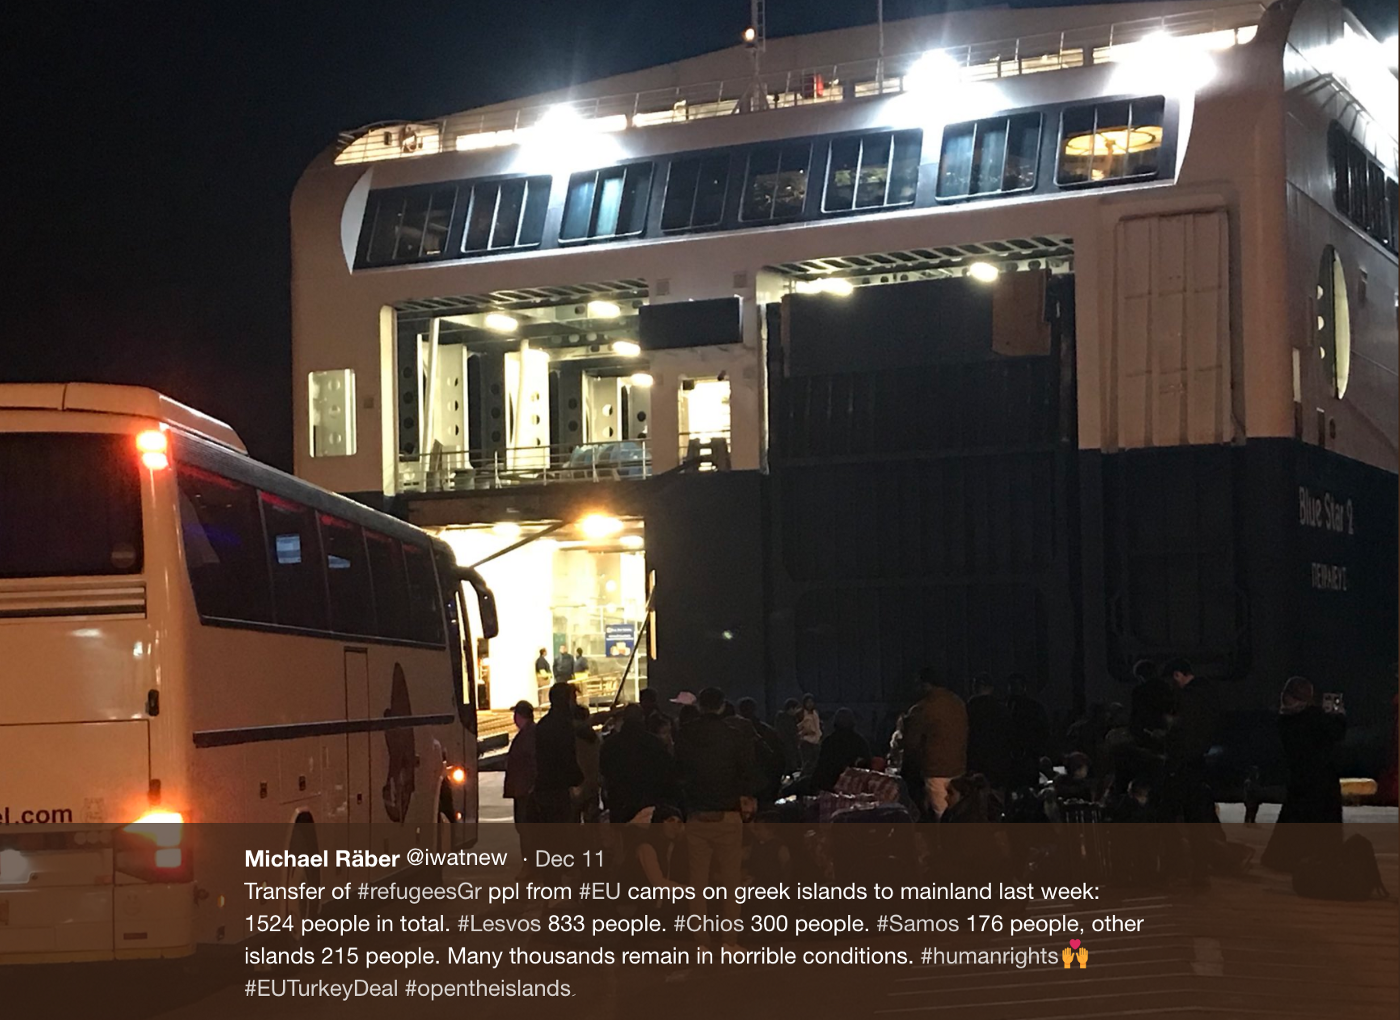 Blue Star 2
ΠΕΙΡΑΙΕΥΣ
el.com
Michael Räber @iwatnew · Dec 11
Transfer of #refugeesGr ppl from #EU camps on greek islands to mainland last week:
1524 people in total. #Lesvos 833 people. #Chios 300 people. #Samos 176 people, other
islands 215 people. Many thousands remain in horrible conditions. #humanrights🙌
#EUTurkeyDeal #opentheislands